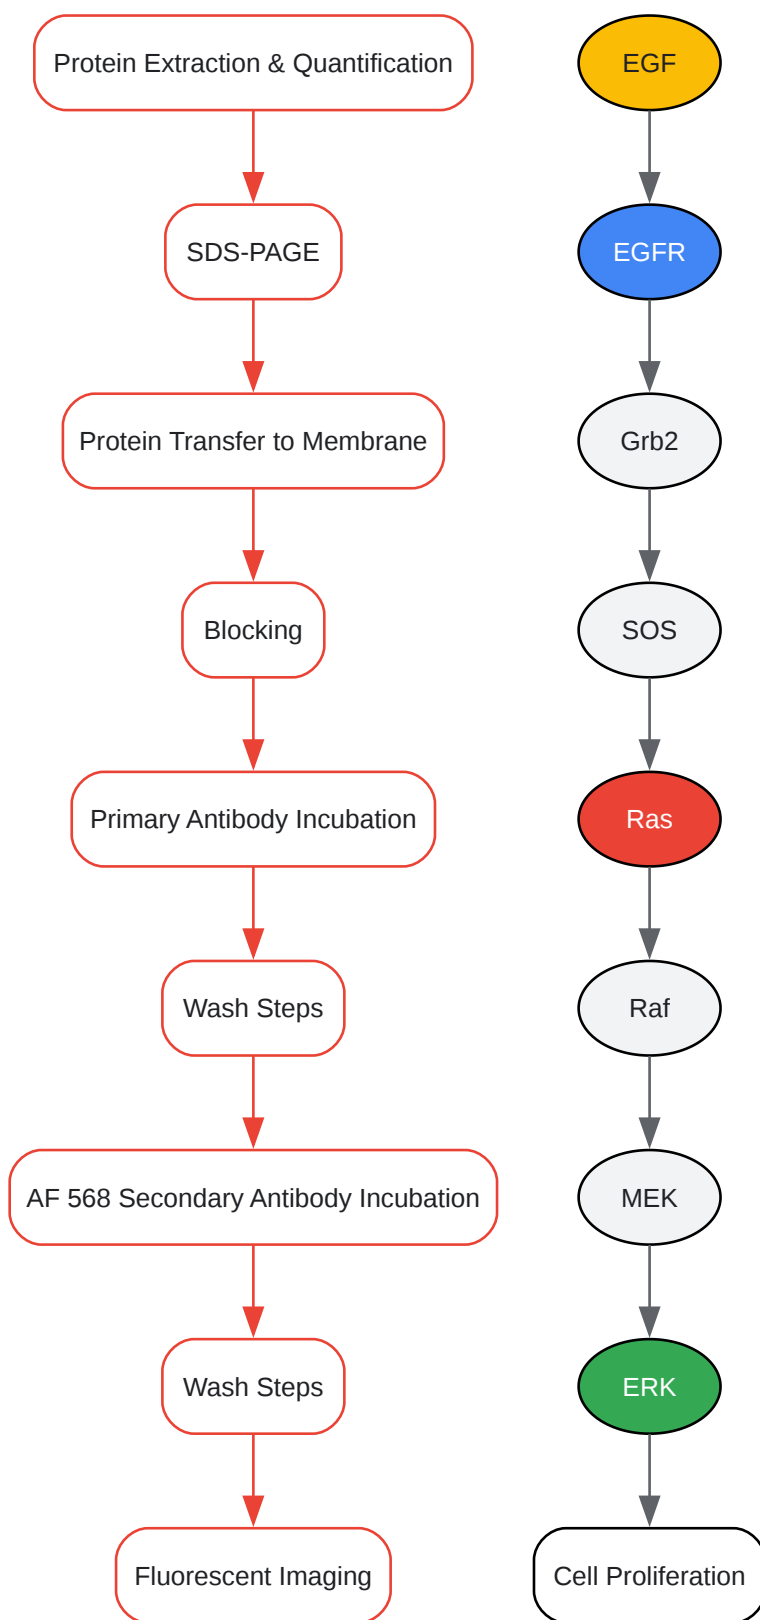 Protein Extraction & Quantification
SDS-PAGE
Protein Transfer to Membrane
Blocking
Primary Antibody Incubation
Wash Steps
AF 568 Secondary Antibody Incubation
Wash Steps
Fluorescent Imaging
EGF
EGFR
Grb2
SOS
Ras
Raf
MEK
ERK
Cell Proliferation